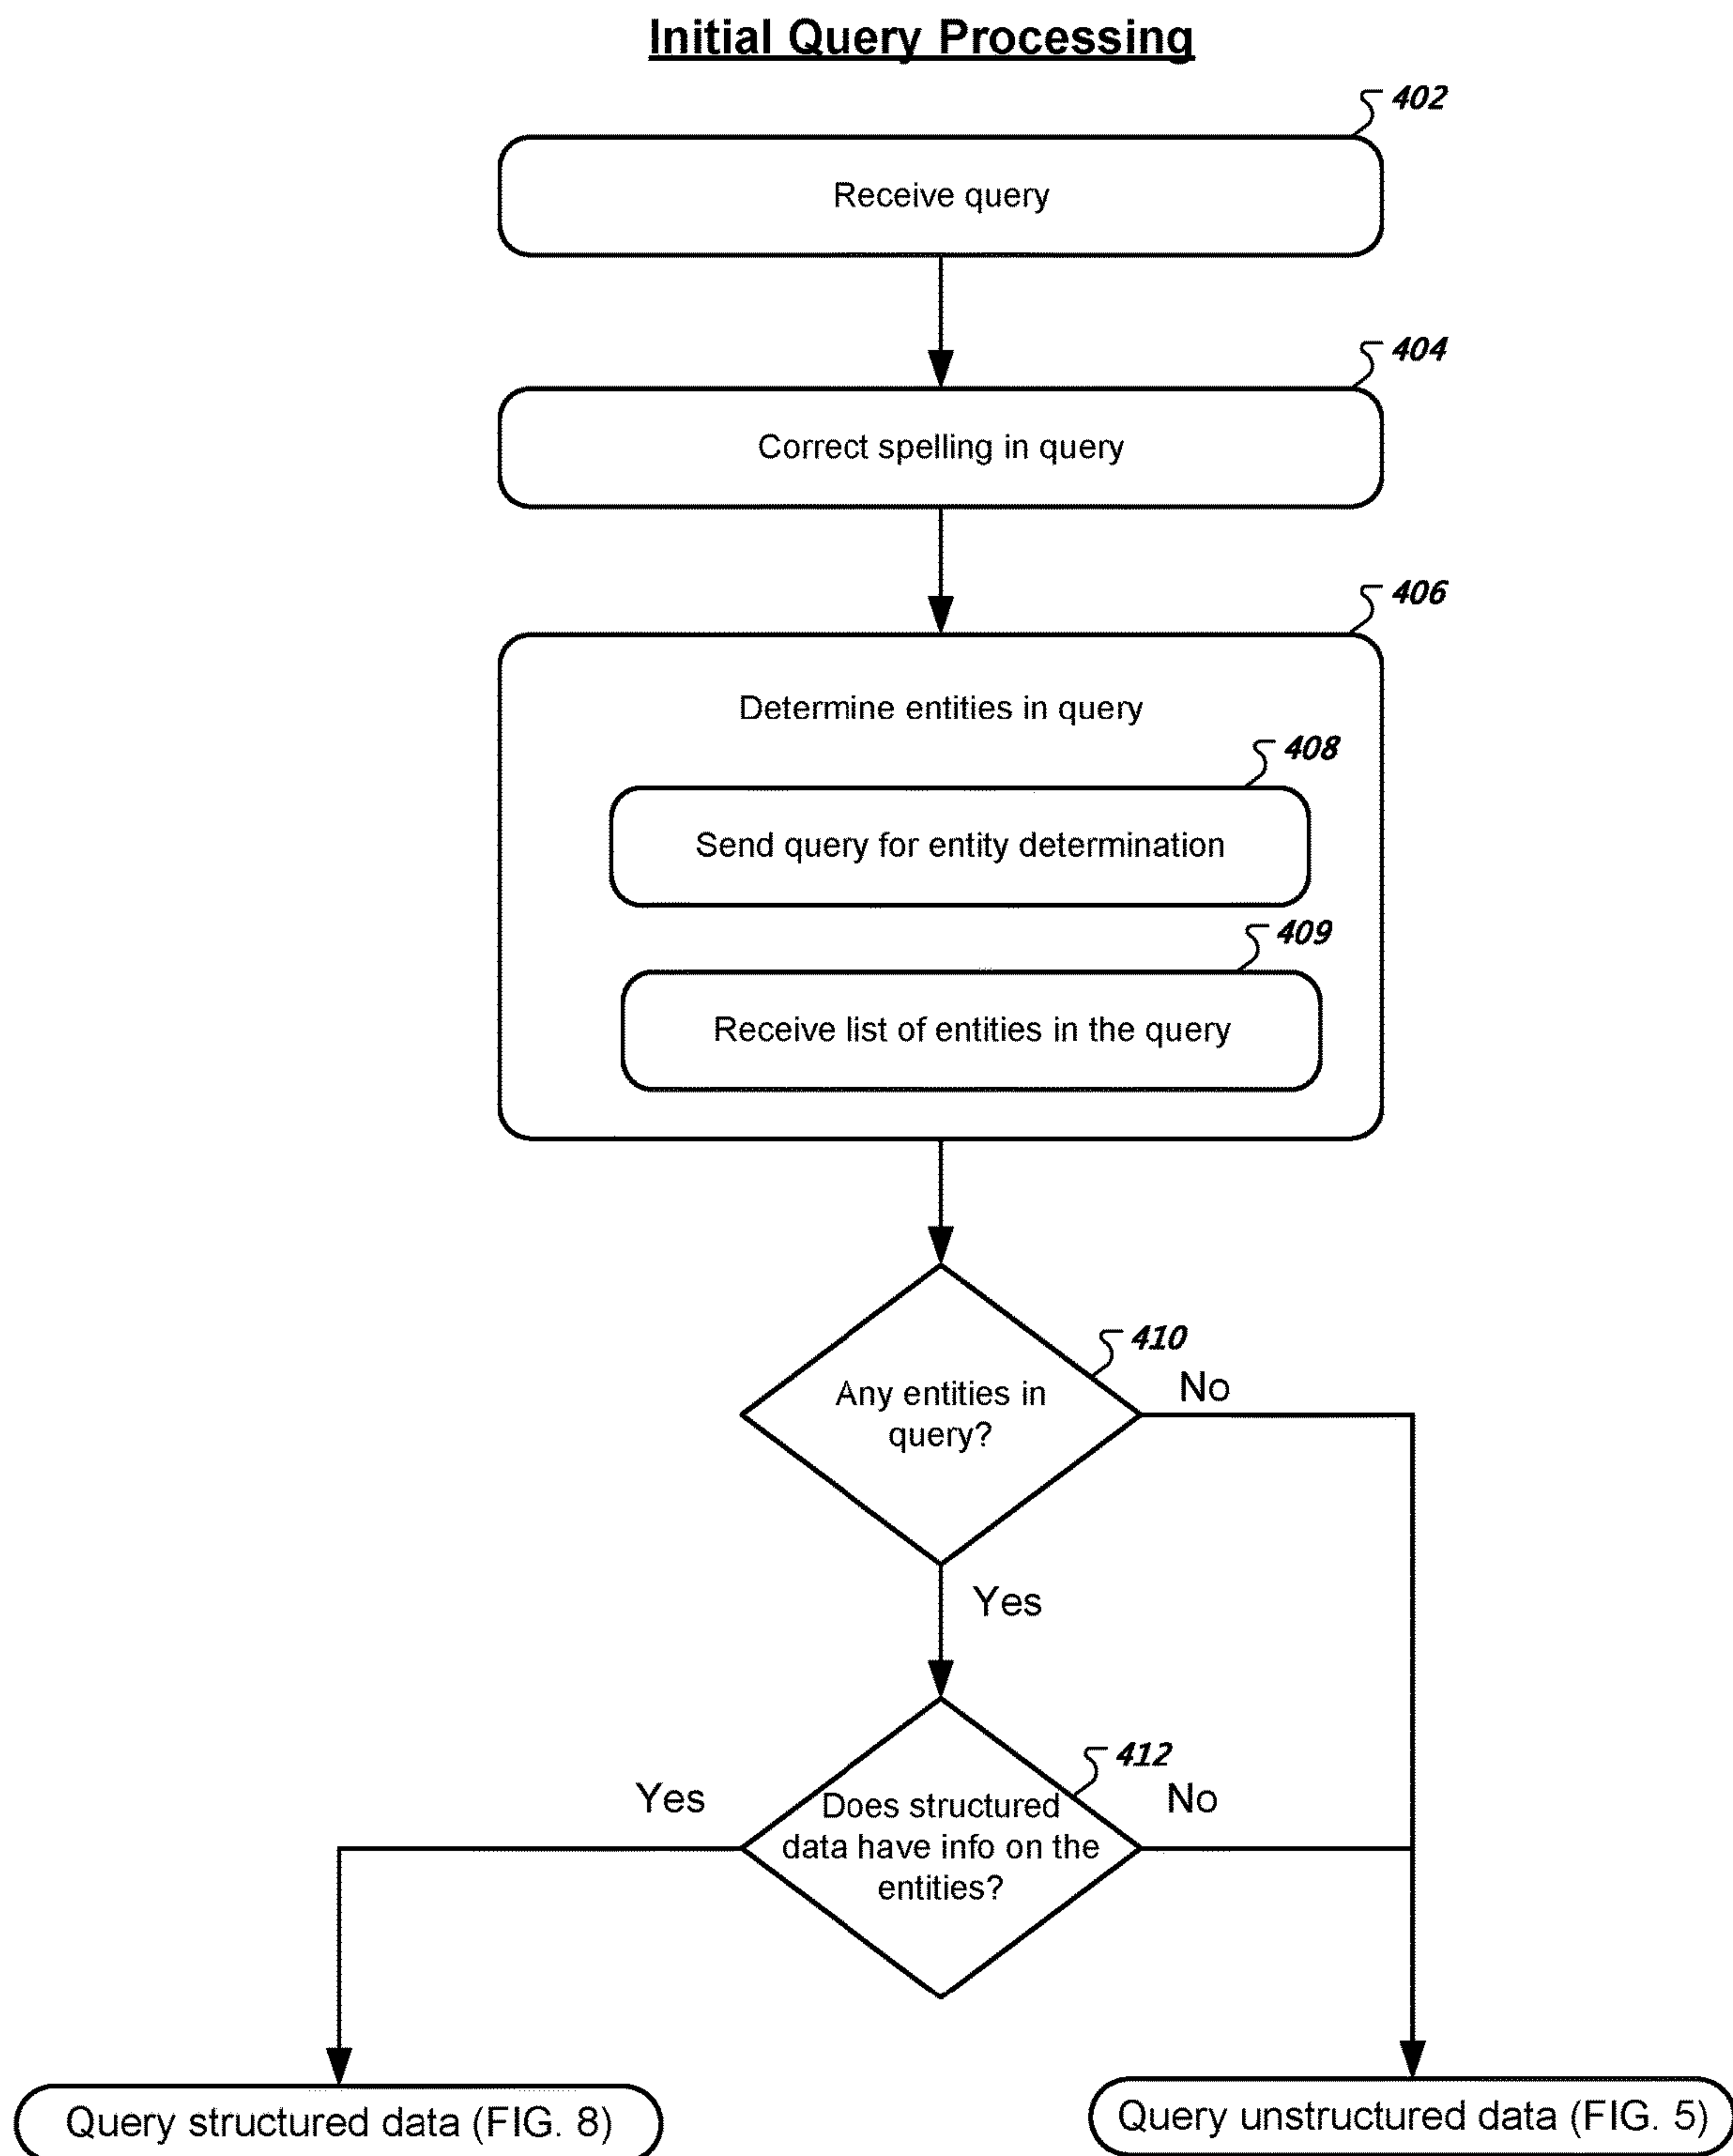 Initial Query Processing
402
Receive query
404
Correct spelling in query
406
Determine entities in query
408
Send query for entity determination
409
Receive list of entities in the query
410
Any entities in
query?
No
Yes
412
Yes
Does structured
data have info on the
entities?
No
Query structured data (FIG. 8)
Query unstructured data (FIG. 5)